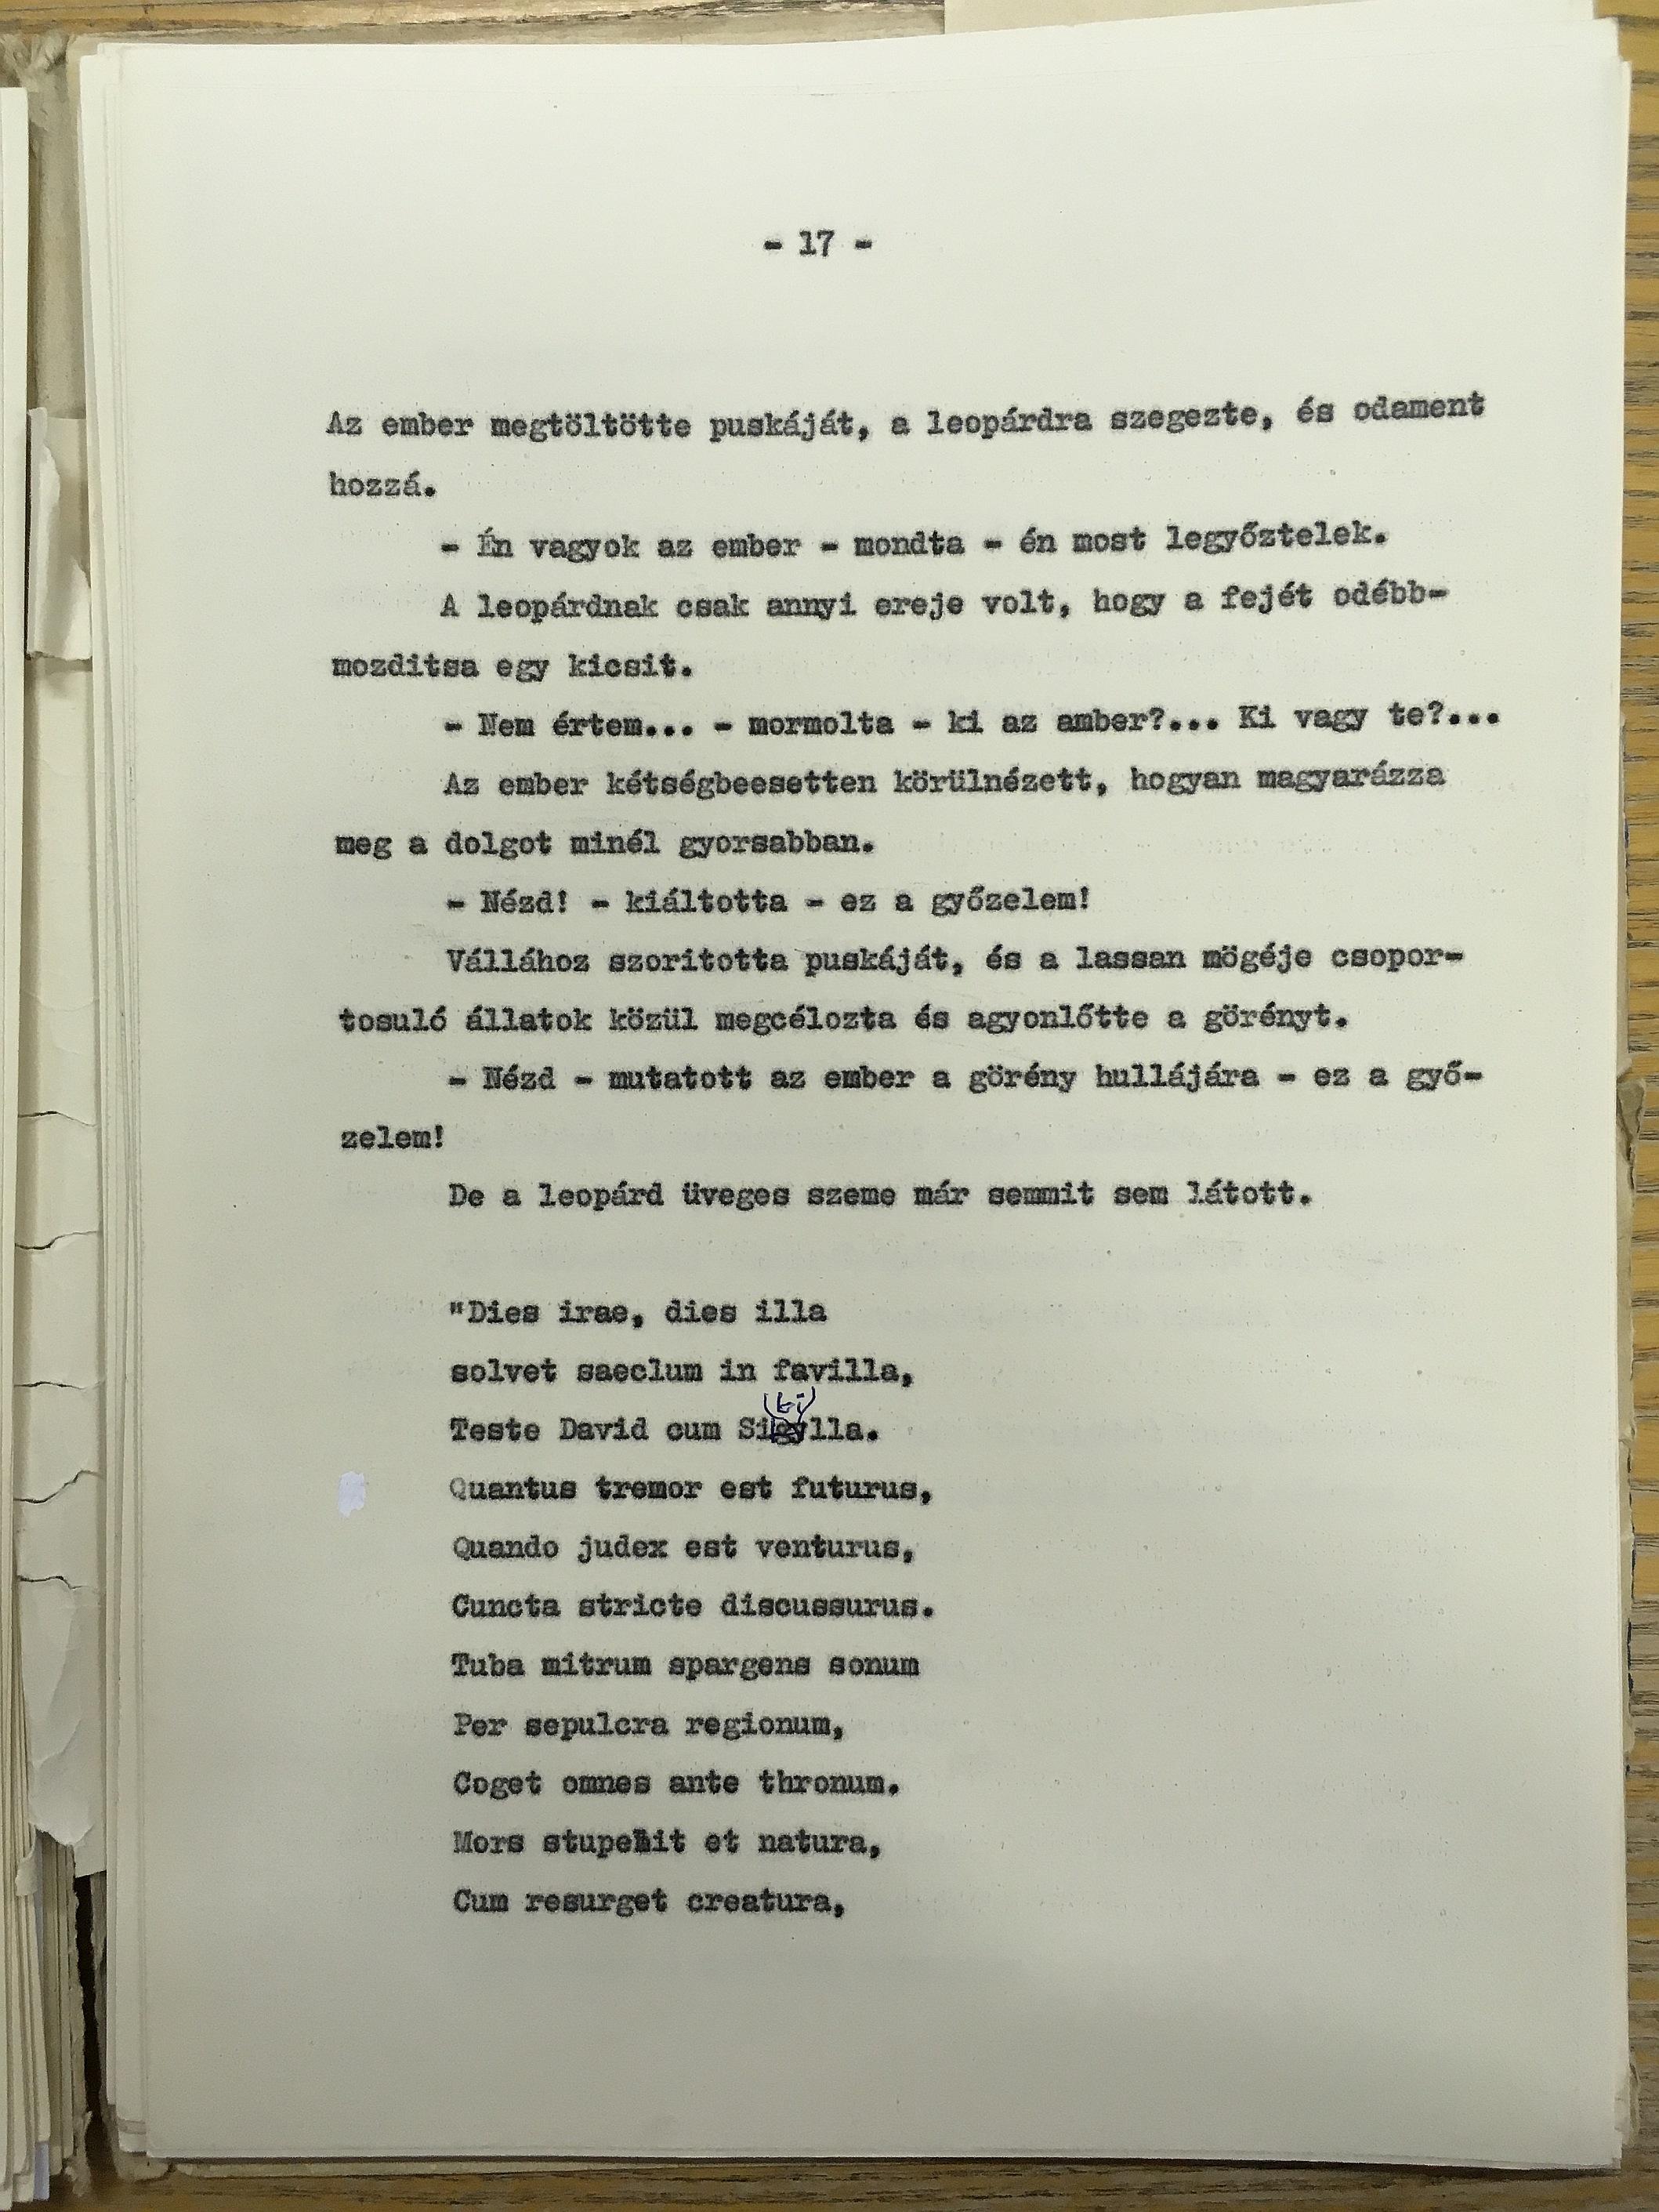 - 17 -
Az ember megtöltötte puskáját, a leopárdra szegezte, és odament
hozzá.
- Én vagyok az ember - mondta - én most legyőztelek.
A leopárdnak csak annyi ereje volt, hogy a fejét odébb-
mozditsa egy kicsit.
- Nem értem... - mormolta - ki az amber?... Ki vagy te?...
Az ember kétségbeesetten körülnézett, hogyan magyarázza
meg a dolgot minél gyorsabban.
- Nézd! - kiáltotta - ez a győzelem!
Vállához szoritotta puskáját, és a lassan mögéje csopor-
tosuló állatok közül megcélozta és agyonlőtte a görényt.
- Nézd - mutatott az ember a görény hullájára - ez a győ-
zelem!
De a leopárd üveges szeme már semmit sem látott.
"Dies irae, dies illa
solvet saeclum in favilla,
Teste David cum Sigylla.
Quantus tremor est futurus,
Quando judex est venturus,
Cuncta stricte discussurus.
Tuba mitrum spargens sonum
Per sepulcra regionum,
Coget omnes ante thronum.
Mors et natura,
Cum resurget creatura,